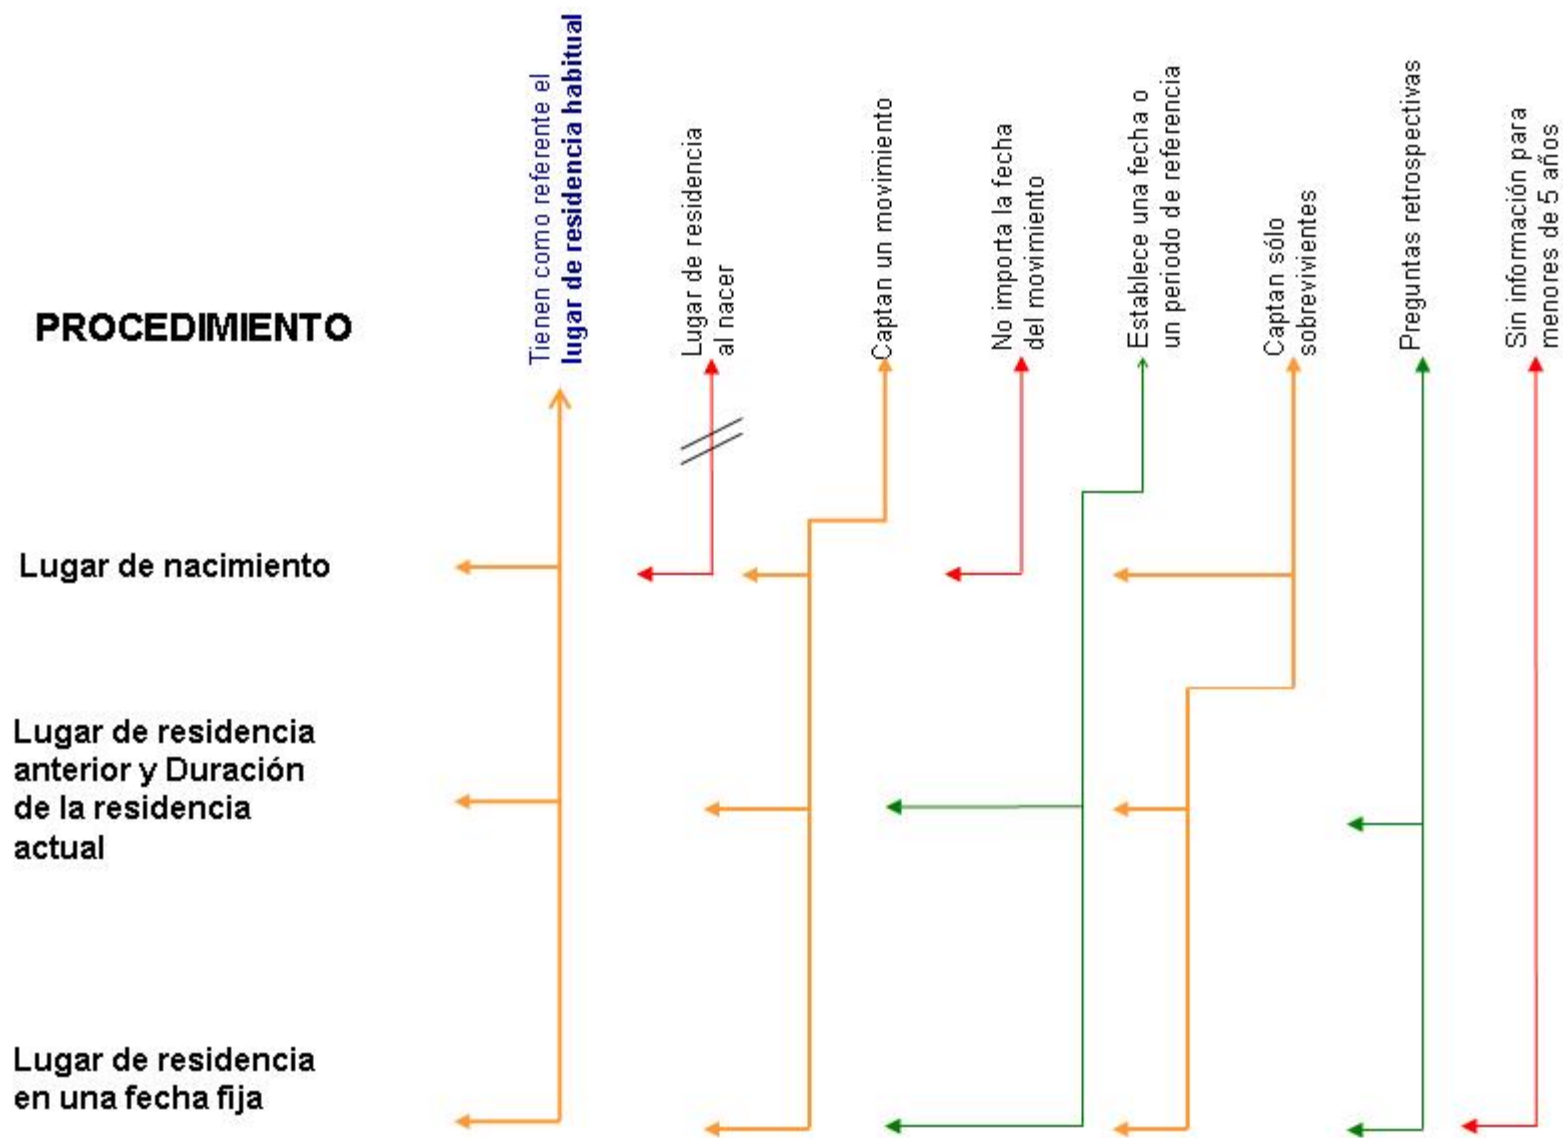 Tienen como referente el
lugar de residencia habitual
Lugar de residencia
al nacer
Captan un movimiento
No importa la fecha
del movimiento
Establece una fecha o
un periodo de referencia
Captan sólo
sobrevivientes
Preguntas retrospectivas
Sin información para
menores de 5 años
PROCEDIMIENTO
Lugar de nacimiento
Lugar de residencia
anterior y Duración
de la residencia
actual
Lugar de residencia
en una fecha fija